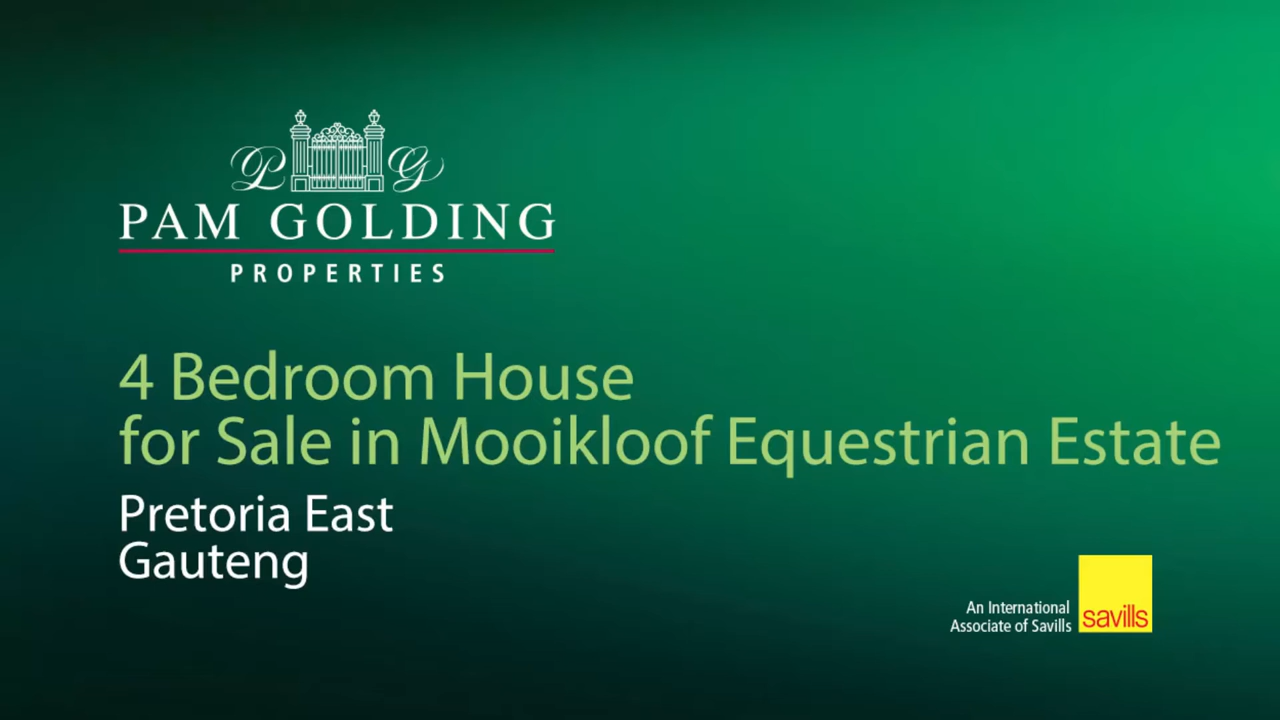 P G
PAM GOLDING
PROPERTIES
4 Bedroom House
for Sale in Mooikloof Equestrian Estate
Pretoria East
Gauteng
An International
Associate of Savills
savills